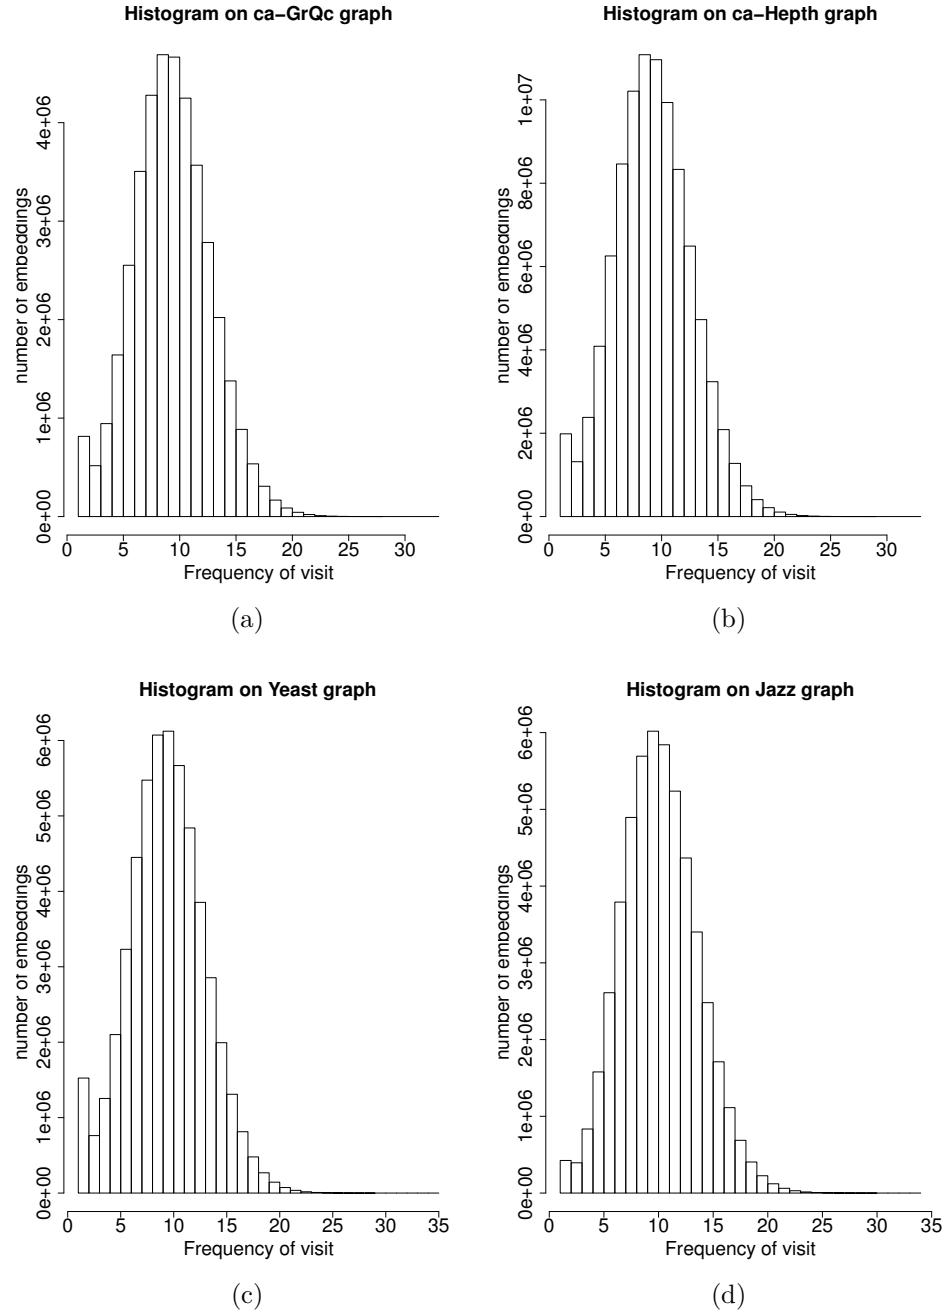 Histogram on ca−GrQc graph
number of embeddings
0e+00 1e+06 2e+06 3e+06 4e+06
0 5 10 15 20 25 30
Frequency of visit
(a)
Histogram on ca−Hepth graph
number of embeddings
0e+00 2e+06 4e+06 6e+06 8e+06 1e+07
0 5 10 15 20 25 30
Frequency of visit
(b)
Histogram on Yeast graph
number of embeddings
0e+00 1e+06 2e+06 3e+06 4e+06 5e+06 6e+06
0 5 10 15 20 25 30 35
Frequency of visit
(c)
Histogram on Jazz graph
number of embeddings
0e+00 1e+06 2e+06 3e+06 4e+06 5e+06 6e+06
0 5 10 15 20 25 30 35
Frequency of visit
(d)